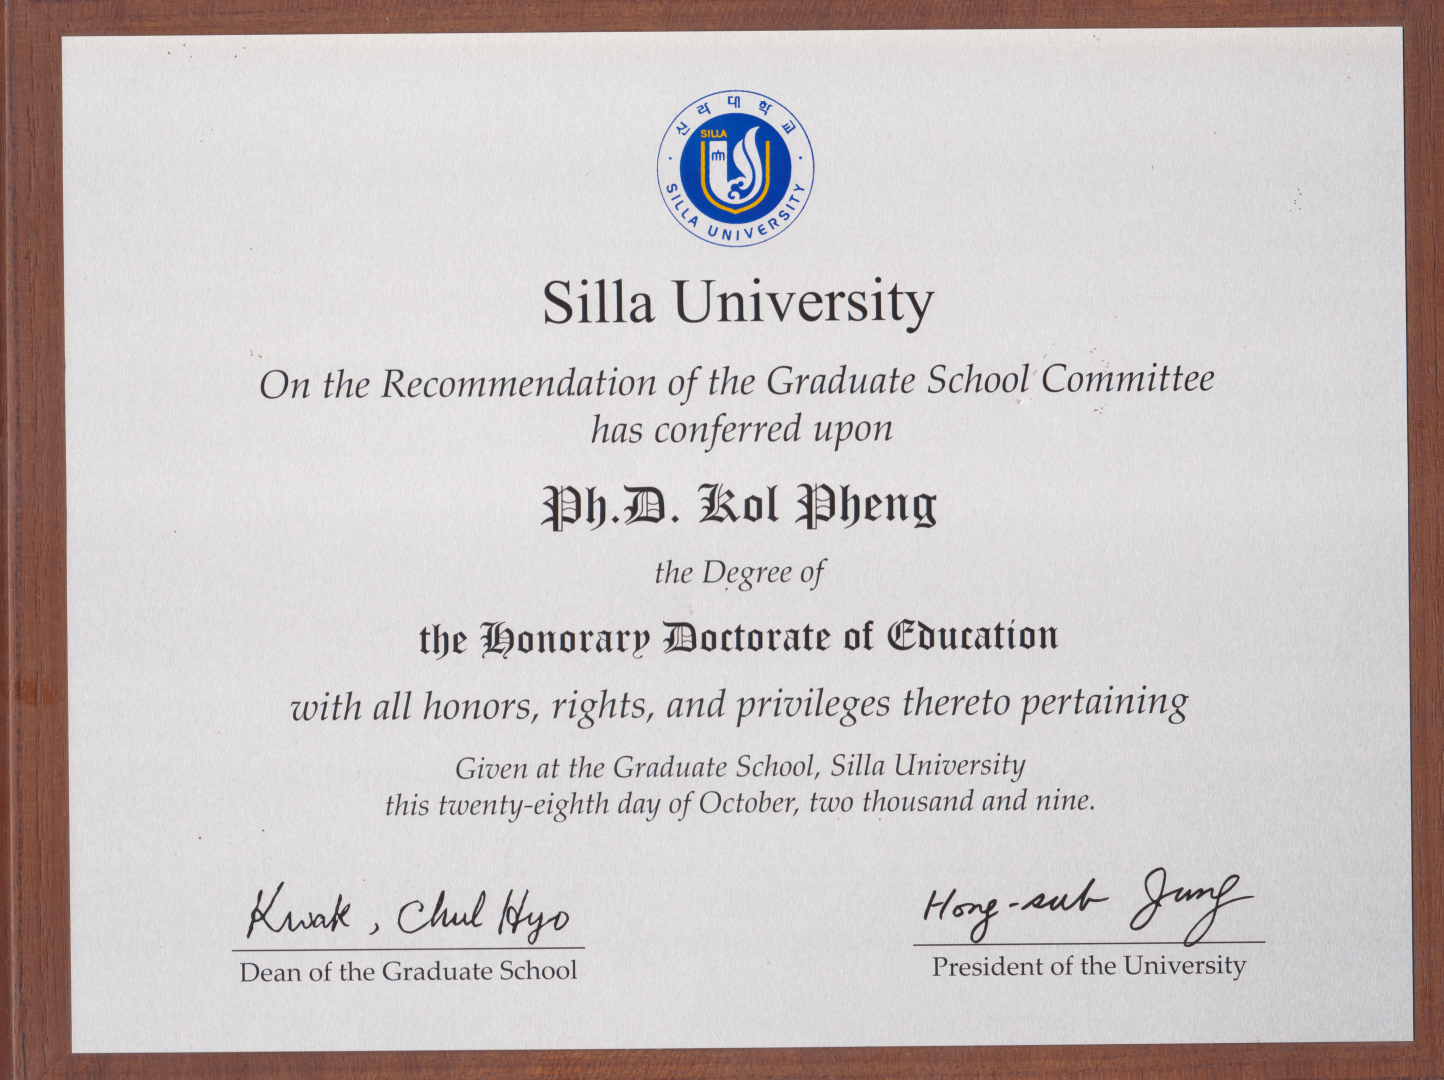 신라대학교
SILLA
SILLA UNIVERSITY
Silla University
On the Recommendation of the Graduate School Committee
has conferred upon
Ph.D. Kol Pheng
the Degree of
the Honorary Doctorate of Education
with all honors, rights, and privileges thereto pertaining
Given at the Graduate School, Silla University
this twenty-eighth day of October, two thousand and nine.
Kwak, Chul Hyo
Hong-sub Jung
Dean of the Graduate School
President of the University